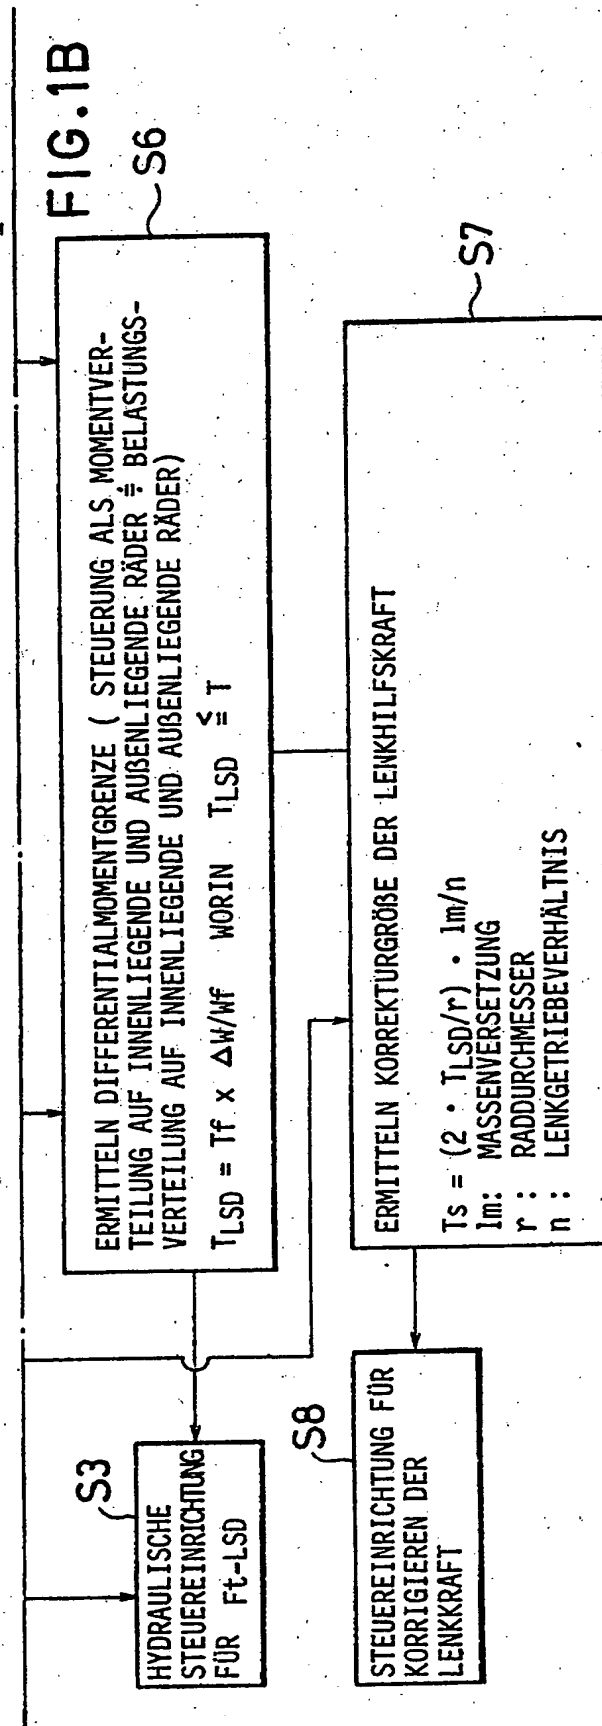 FIG.1B
S6
ERMITTELN DIFFERENTIALMOMENTGRENZE ( STEUERUNG ALS MOMENTVER-
TEILUNG AUF INNENLIEGENDE UND AUßENLIEGENDE RÄDER ≑ BELASTUNGS-
VERTEILUNG AUF INNENLIEGENDE UND AUßENLIEGENDE RÄDER)
TLSD = Tf x ΔW/Wf WORIN TLSD ≦ T
S3
HYDRAULISCHE
STEUEREINRICHTUNG
FÜR Ft-LSD
S7
ERMITTELN KORREKTURGRÖßE DER LENKHILFSKRAFT
Ts = (2 · TLSD/r) · lm/n
lm: MASSENVERSETZUNG
r : RADDURCHMESSER
n : LENKGETRIEBEVERHÄLTNIS
S8
STEUEREINRICHTUNG FÜR
KORRIGIEREN DER
LENKKRAFT